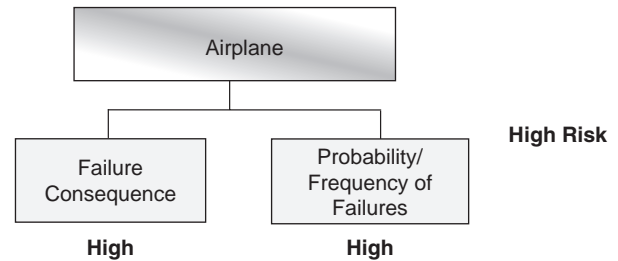 Airplane
Failure
Consequence
Probability/
Frequency of
Failures
High Risk
High
High